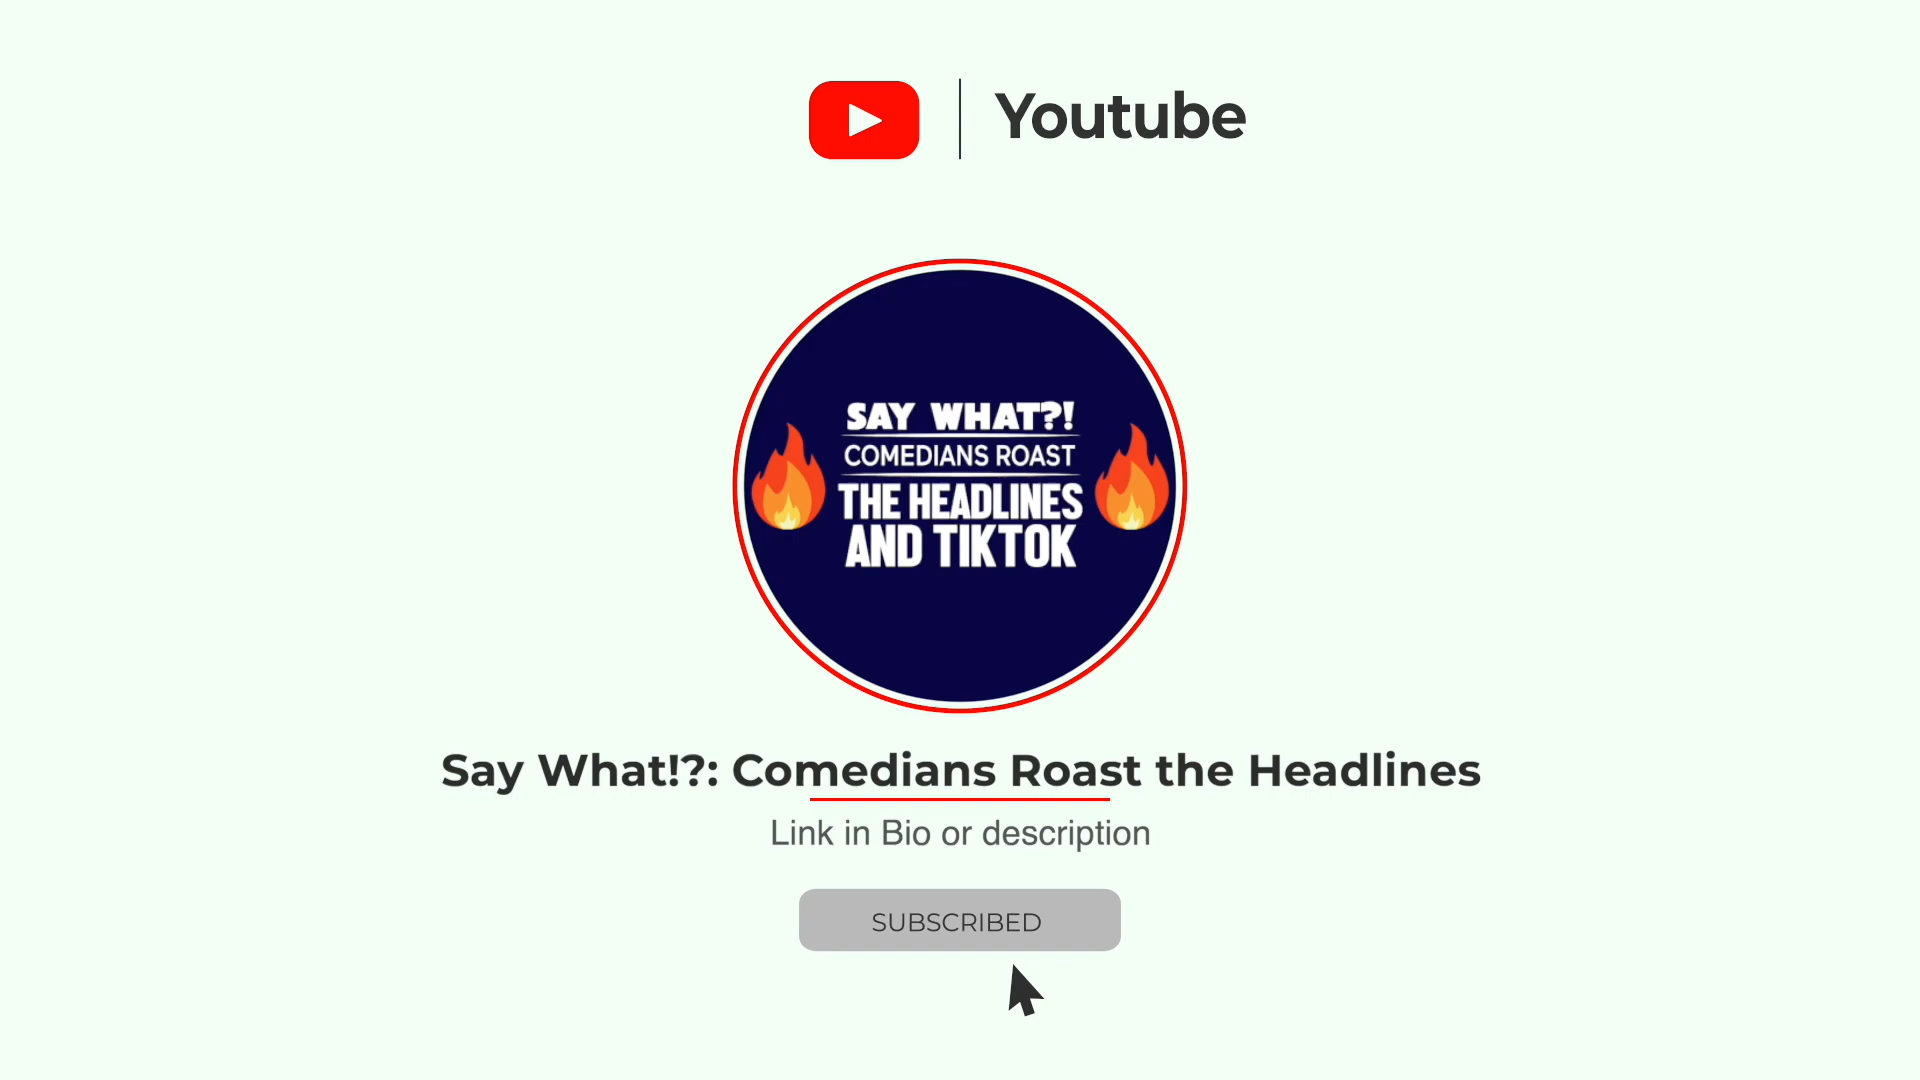 Youtube
SAY WHAT?!
COMEDIANS ROAST
THE HEADLINES
AND TIKTOK
Say What!?: Comedians Roast the Headlines
Link in Bio or description
SUBSCRIBED